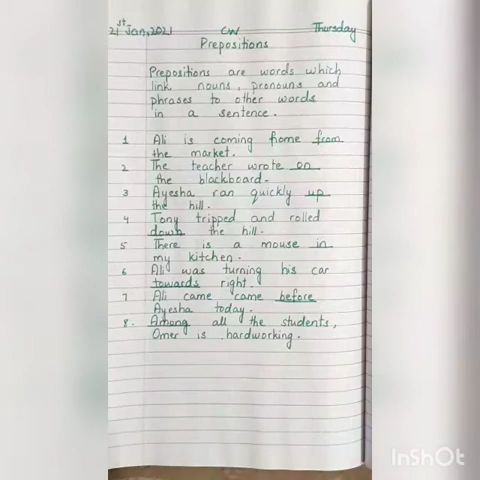 21st Jan, 2021 CW Thursday
Prepositions
Prepositions are words which
link nouns, pronouns and
phrases to other words
in a sentence.
1 Ali is coming home from
the market.
2 The teacher wrote on
the blackboard.
3 Ayesha ran quickly up
the hill.
4 Tony tripped and rolled
down the hill.
5 There is a mouse in
my kitchen.
6 Ali was turning his car
towards right.
7 Ali came came before
Ayesha today.
8. Among all the students,
Omer is hardworking.
InShOt